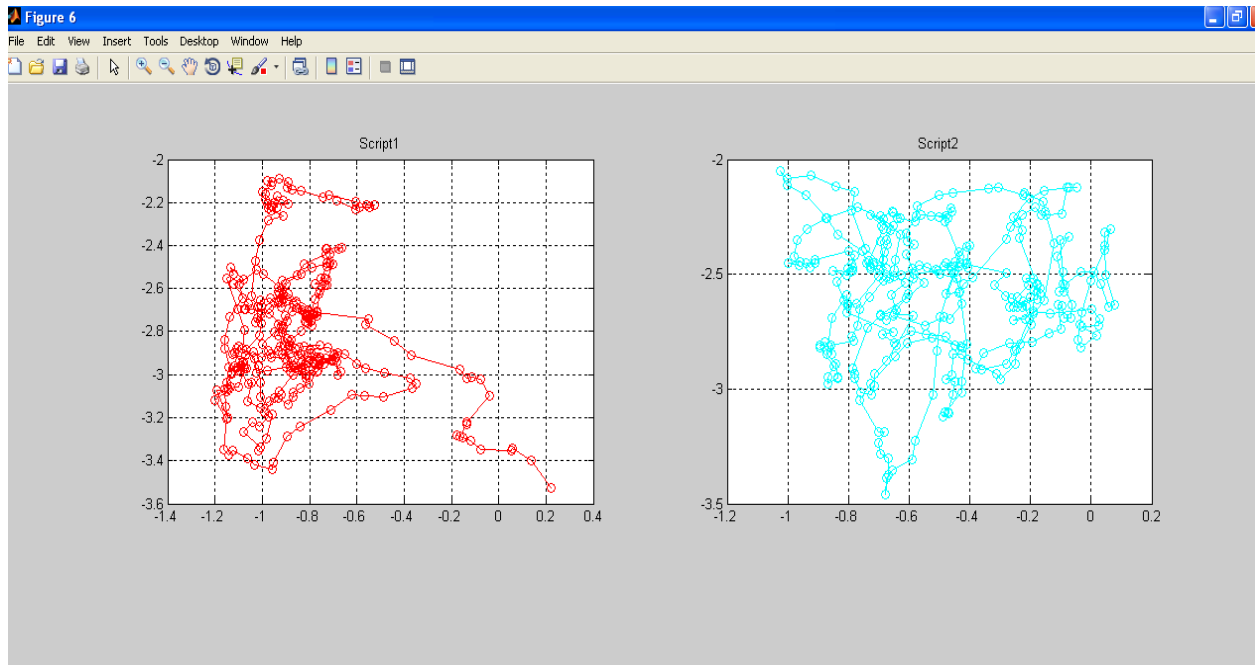 Figure 6
File Edit View Insert Tools Desktop Window Help
Script1
-2
-2.2
-2.4
-2.6
-2.8
-3
-3.2
-3.4
-3.6
-1.4 -1.2 -1 -0.8 -0.6 -0.4 -0.2 0 0.2 0.4
Script2
-2
-2.5
-3
-3.5
-1.2 -1 -0.8 -0.6 -0.4 -0.2 0 0.2